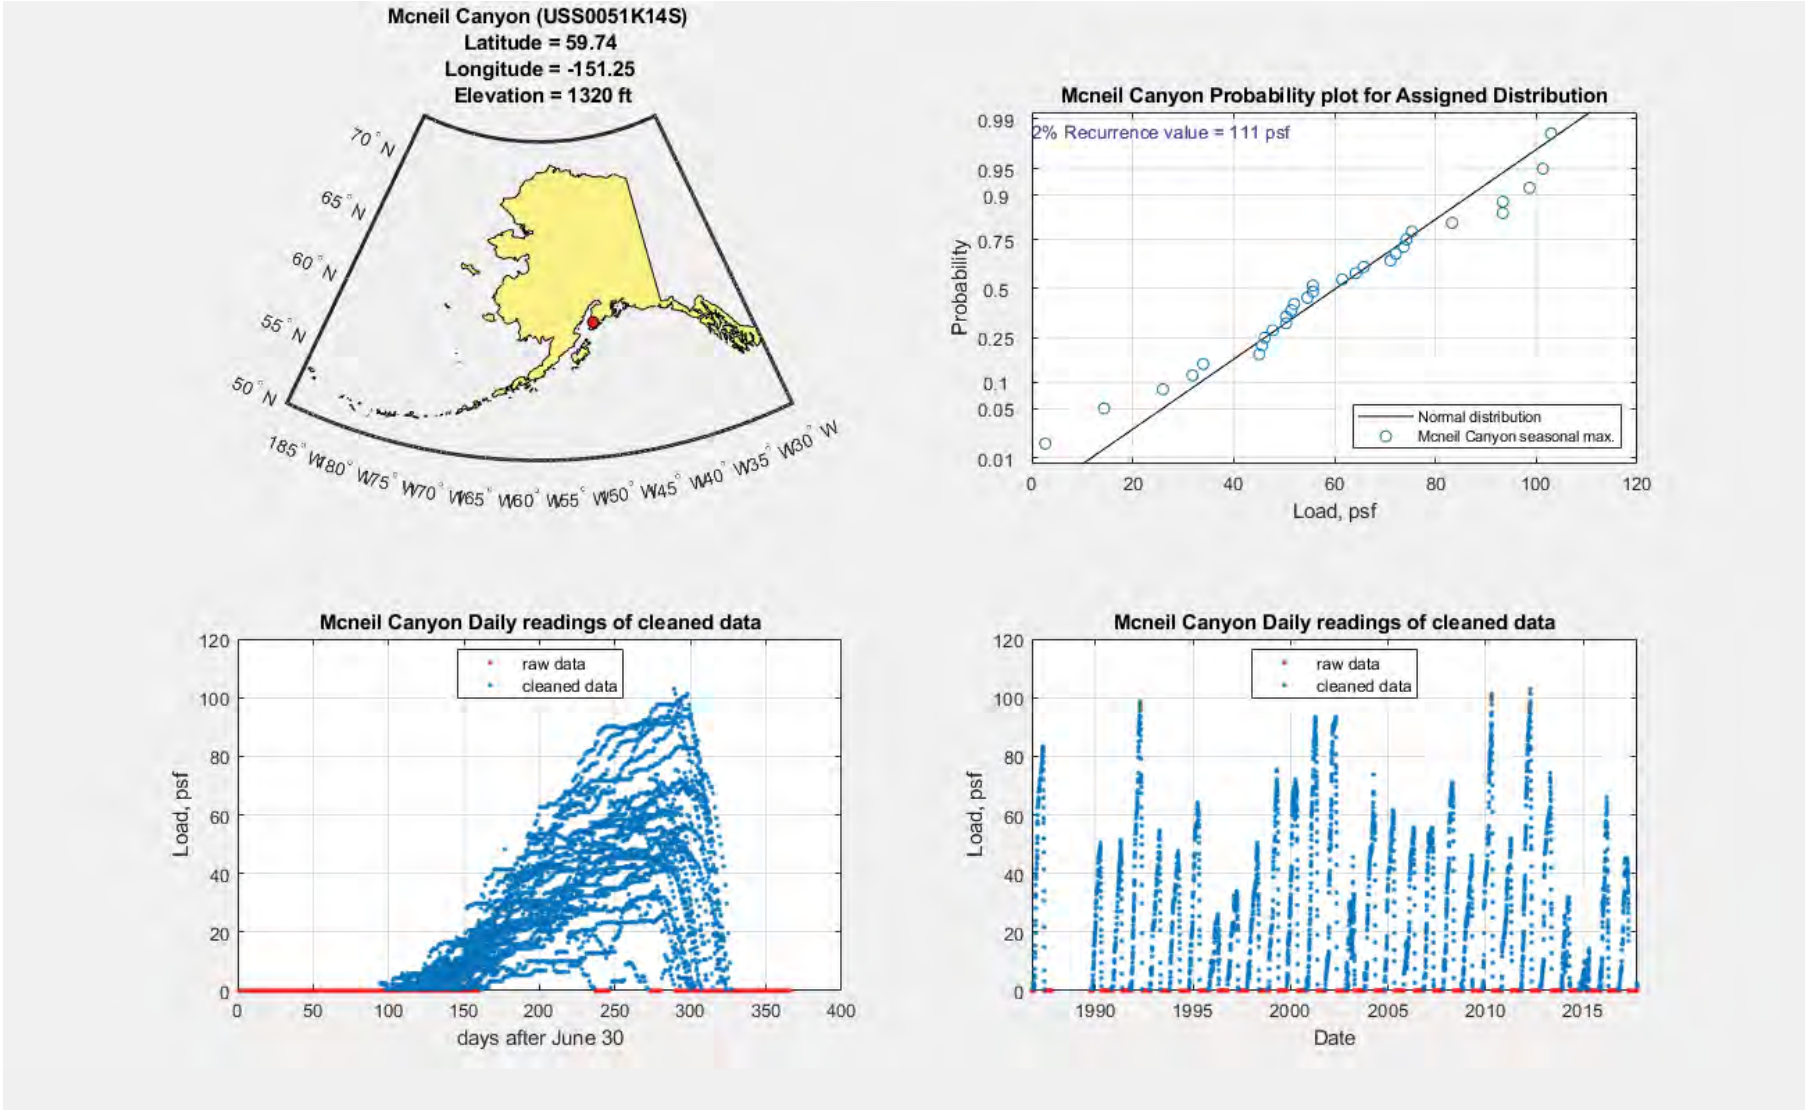 Mcneil Canyon (USS0051K14S)
Latitude = 59.74
Longitude = -151.25
Elevation = 1320 ft
70° N
65° N
60° N
55° N
50° N
185° W
180° W
175° W
170° W
165° W
160° W
155° W
150° W
145° W
140° W
135° W
130° W
Mcneil Canyon Probability plot for Assigned Distribution
2% Recurrence value = 111 psf
0.99
0.95
0.9
0.75
0.5
0.25
0.1
0.05
0.01
Probability
Normal distribution
Mcneil Canyon seasonal max.
0 20 40 60 80 100 120
Load, psf
Mcneil Canyon Daily readings of cleaned data
raw data
cleaned data
120
100
80
60
40
20
0
Load, psf
0 50 100 150 200 250 300 350 400
days after June 30
Mcneil Canyon Daily readings of cleaned data
raw data
cleaned data
120
100
80
60
40
20
0
Load, psf
1990 1995 2000 2005 2010 2015
Date